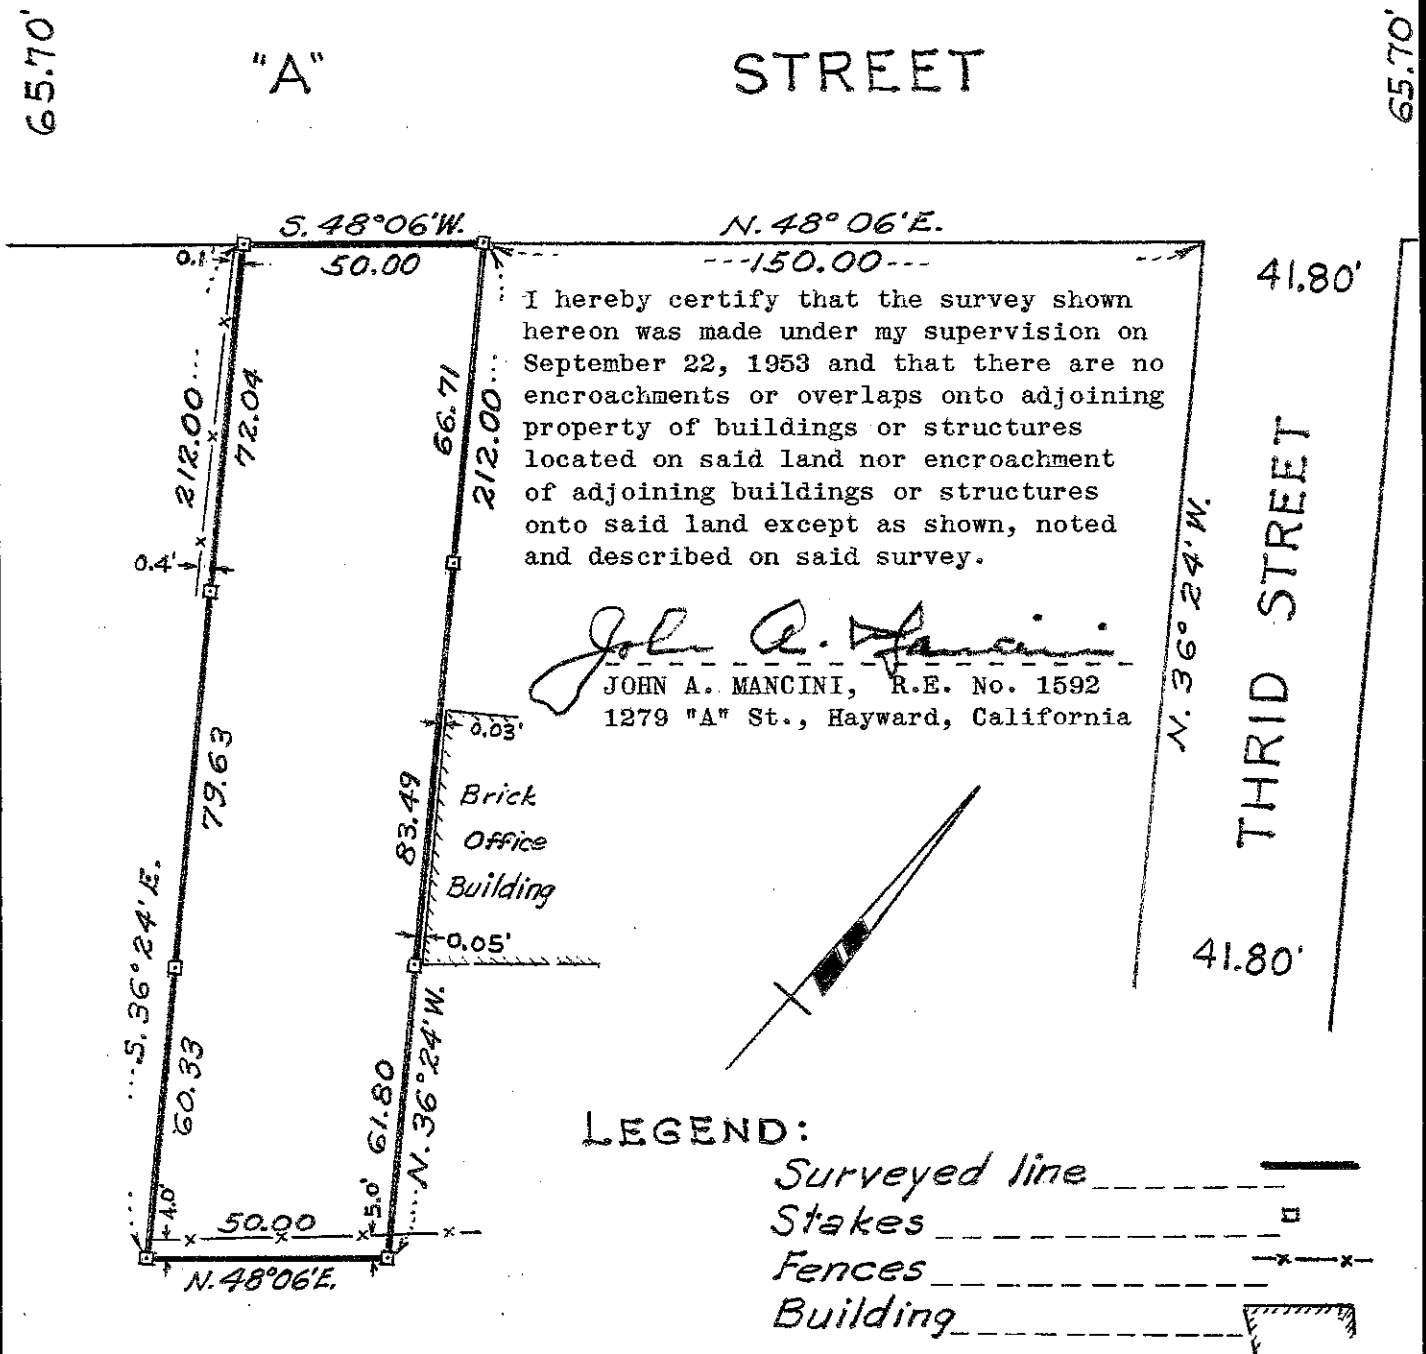 65.70'
"A" STREET
65.70'
S. 48°06'W.
N. 48°06'E.
0.1'
50.00
---150.00---
41.80'
I hereby certify that the survey shown
hereon was made under my supervision on
September 22, 1953 and that there are no
encroachments or overlaps onto adjoining
property of buildings or structures
located on said land nor encroachment
of adjoining buildings or structures
onto said land except as shown, noted
and described on said survey.
212.00
72.04
66.71
212.00
0.4'
John A. Mancini
JOHN A. MANCINI, R.E. No. 1592
1279 "A" St., Hayward, California
N. 36°24'W.
THRID STREET
0.03'
79.63
83.49
Brick
Office
Building
0.05'
41.80'
S. 36°24'E.
60.33
61.80
N. 36°24'W.
4.0'
50.00
5.0'
N. 48°06'E.
LEGEND:
Surveyed line
Stakes
Fences
Building